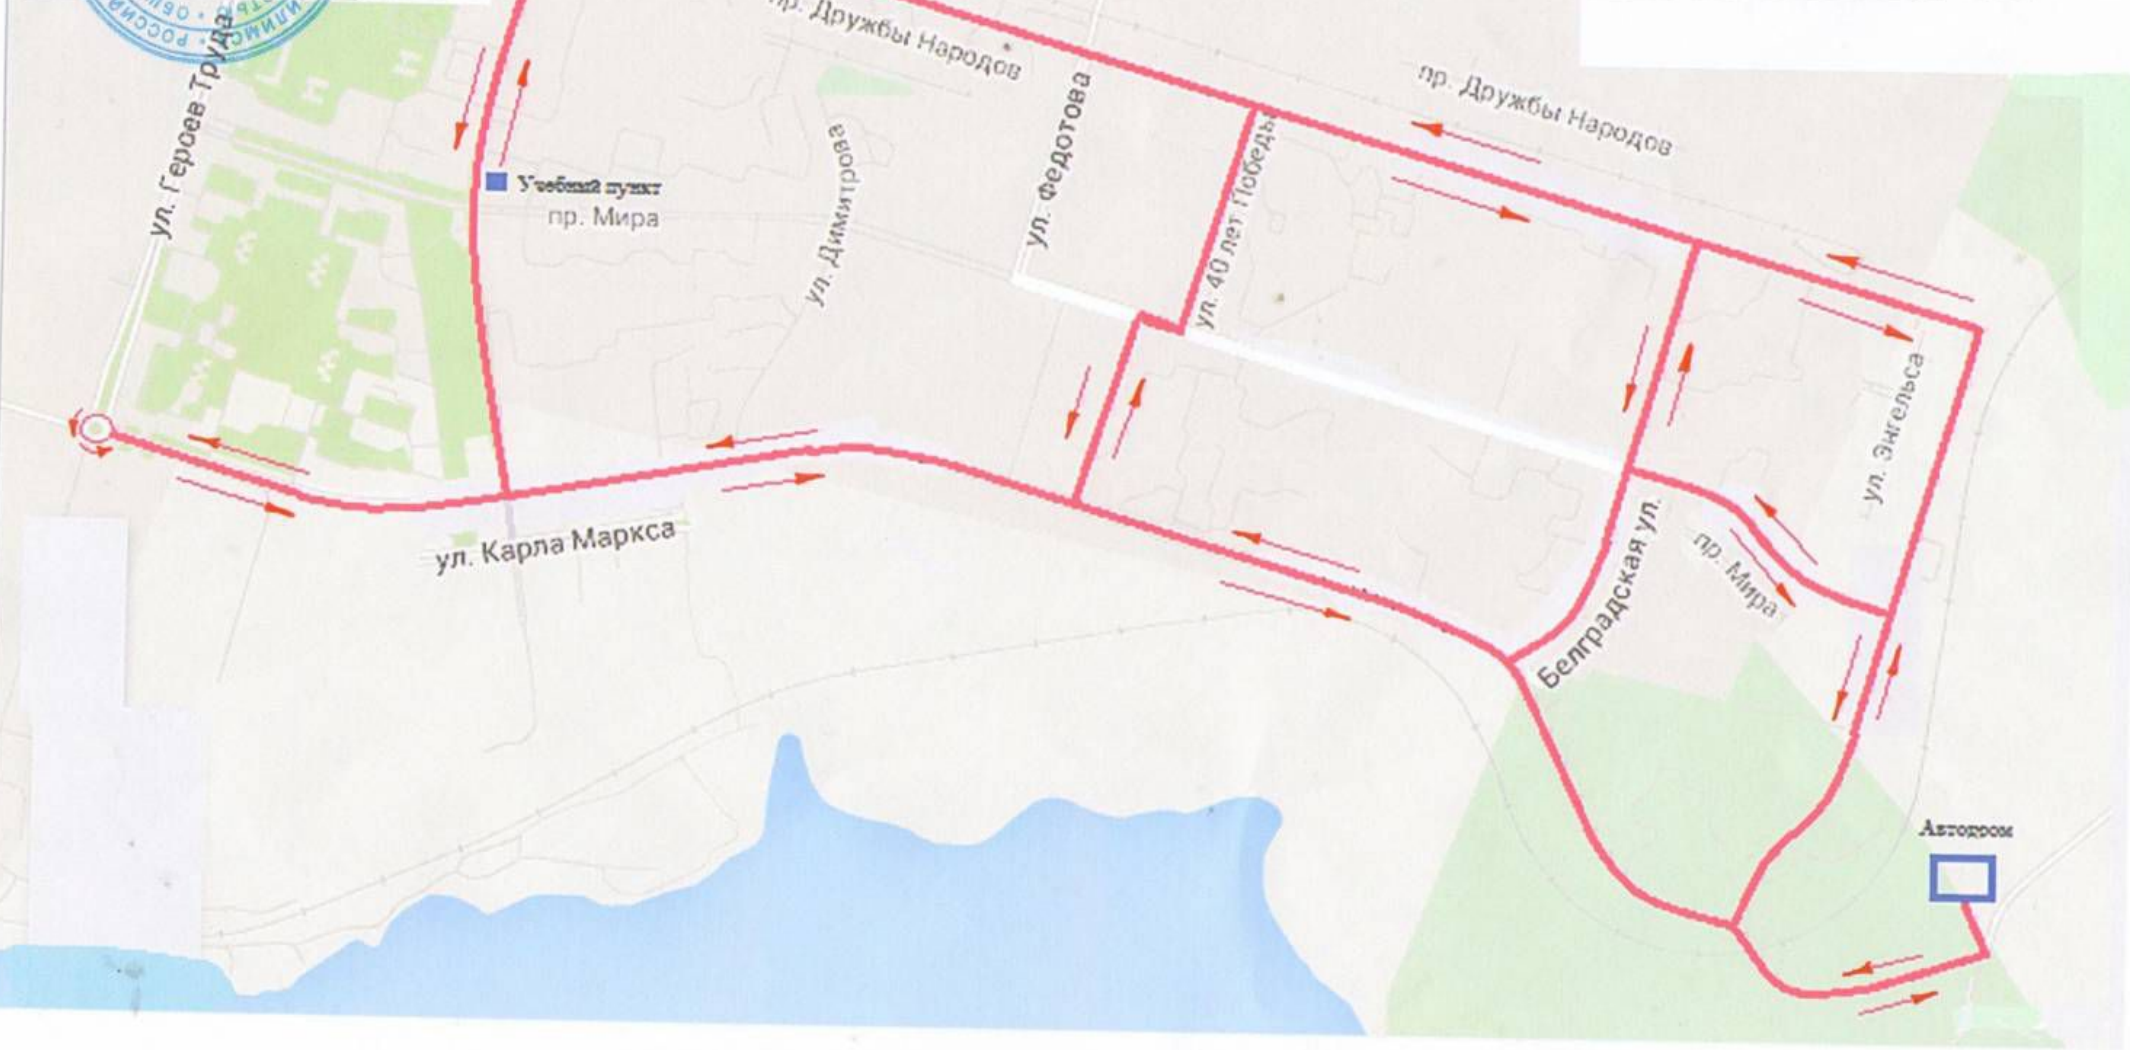 ул. Героев Труда
пр. Дружбы Народов
пр. Дружбы Народов
ул. Федотова
ул. Димитрова
ул. 40 лет Победы
Учебный пункт
пр. Мира
ул. Энгельса
ул. Карла Маркса
Белградская ул.
пр. Мира
Автодром